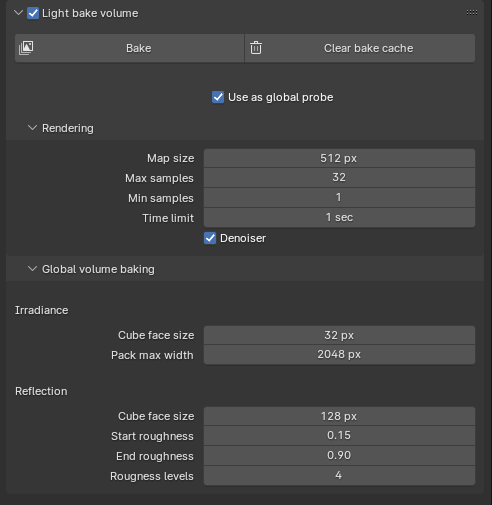 Light bake volume
Bake Clear bake cache
Use as global probe
Rendering
Map size 512 px
Max samples 32
Min samples 1
Time limit 1 sec
Denoiser
Global volume baking
Irradiance
Cube face size 32 px
Pack max width 2048 px
Reflection
Cube face size 128 px
Start roughness 0.15
End roughness 0.90
Rougness levels 4